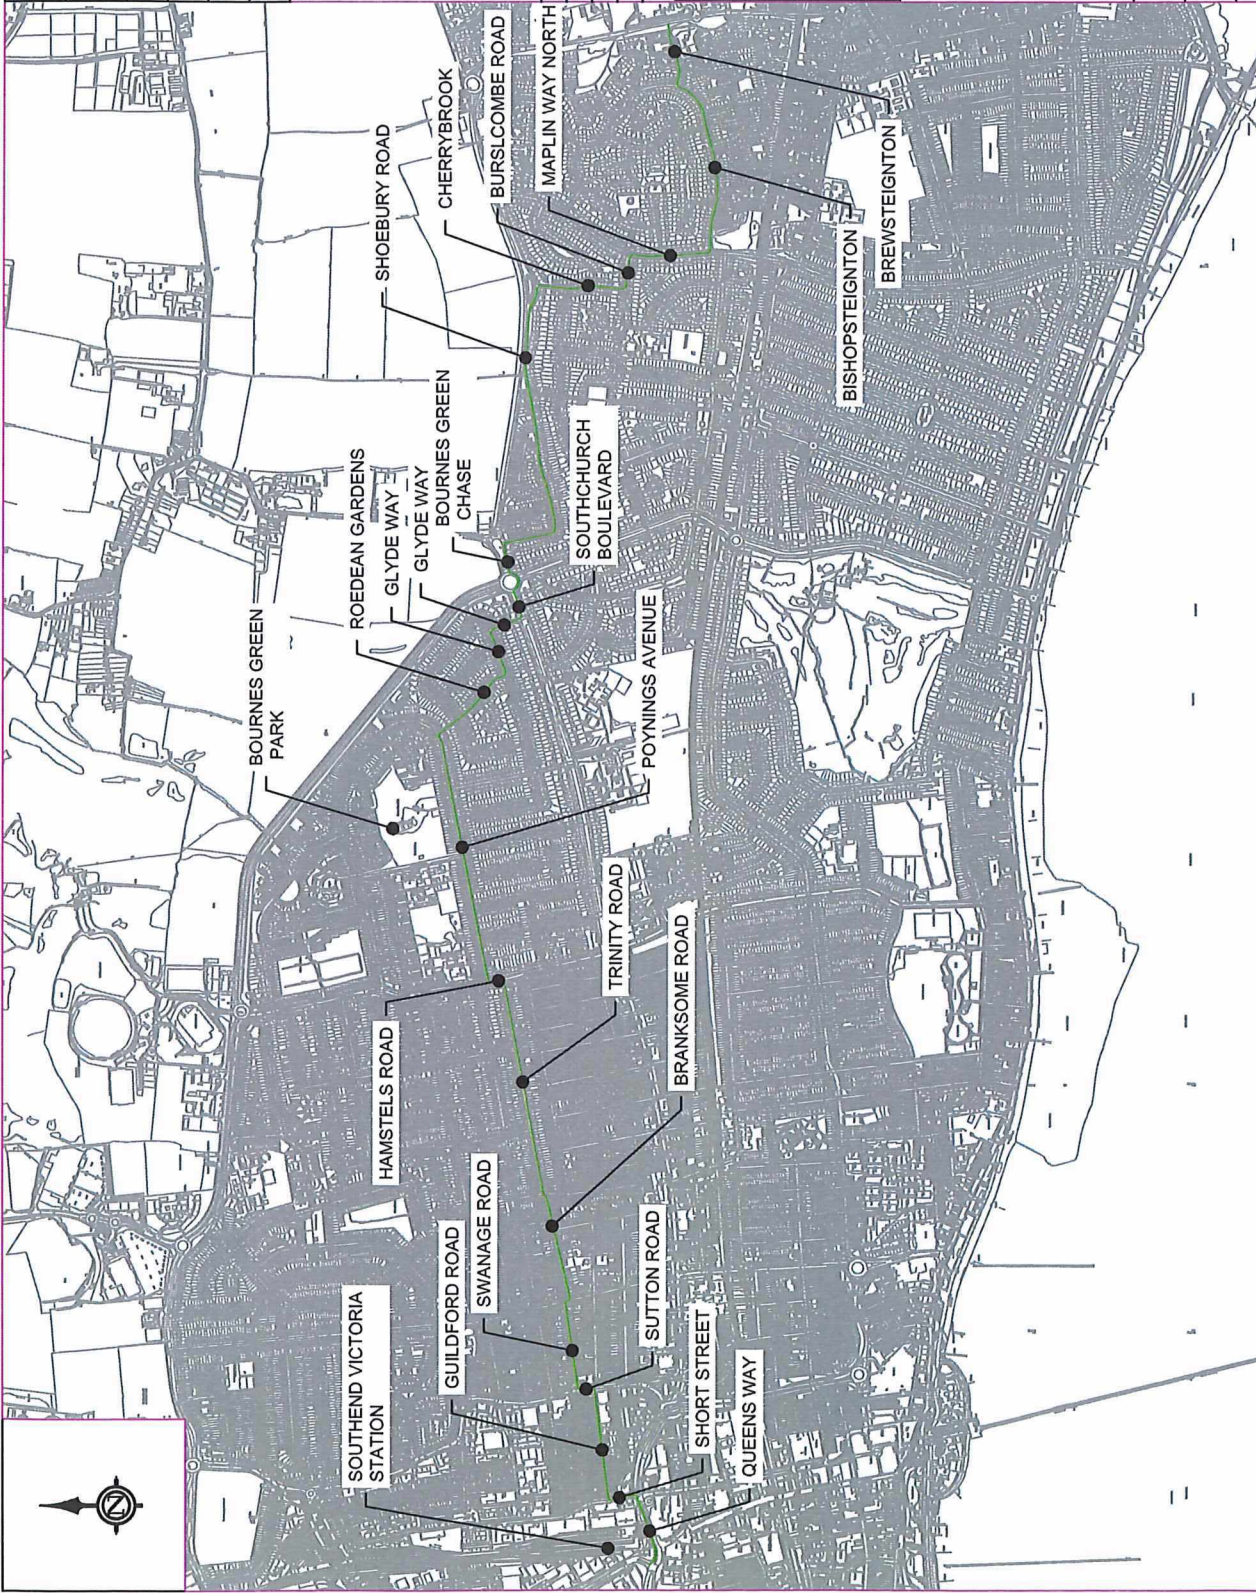 SOUTHEND VICTORIA
STATION
GUILDFORD ROAD
SWANAGE ROAD
HAMSTELS ROAD
BOURNES GREEN
PARK
ROEDEAN GARDENS
GLYDE WAY
GLYDE WAY
BOURNES GREEN
CHASE
SHOEBURY ROAD
CHERRYBROOK
BURSLCOMBE ROAD
MAPLIN WAY NORTH
QUEENS WAY
SHORT STREET
SUTTON ROAD
BRANKSOME ROAD
TRINITY ROAD
POYNINGS AVENUE
SOUTHCHURCH
BOULEVARD
BISHOPSTEIGNTON
BREWSTEIGNTON
N